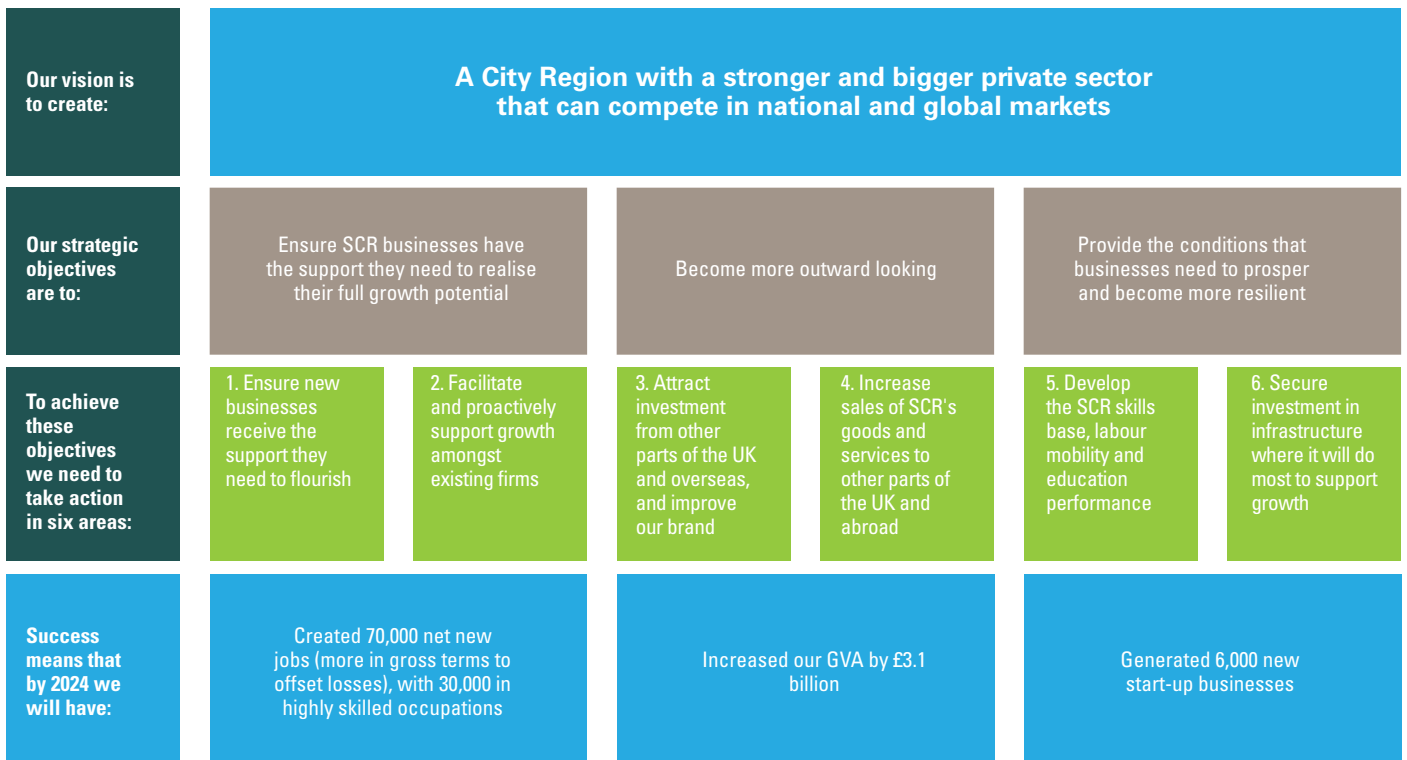 Our vision is
to create:
A City Region with a stronger and bigger private sector
that can compete in national and global markets
Our strategic
objectives
are to:
Ensure SCR businesses have
the support they need to realise
their full growth potential
Become more outward looking
Provide the conditions that
businesses need to prosper
and become more resilient
To achieve
these
objectives
we need to
take action
in six areas:
1. Ensure new
businesses
receive the
support they
need to flourish
2. Facilitate
and proactively
support growth
amongst
existing firms
3. Attract
investment
from other
parts of the UK
and overseas,
and improve
our brand
4. Increase
sales of SCR's
goods and
services to
other parts of
the UK and
abroad
5. Develop
the SCR skills
base, labour
mobility and
education
performance
6. Secure
investment in
infrastructure
where it will do
most to support
growth
Success
means that
by 2024 we
will have:
Created 70,000 net new
jobs (more in gross terms to
offset losses), with 30,000 in
highly skilled occupations
Increased our GVA by £3.1
billion
Generated 6,000 new
start-up businesses